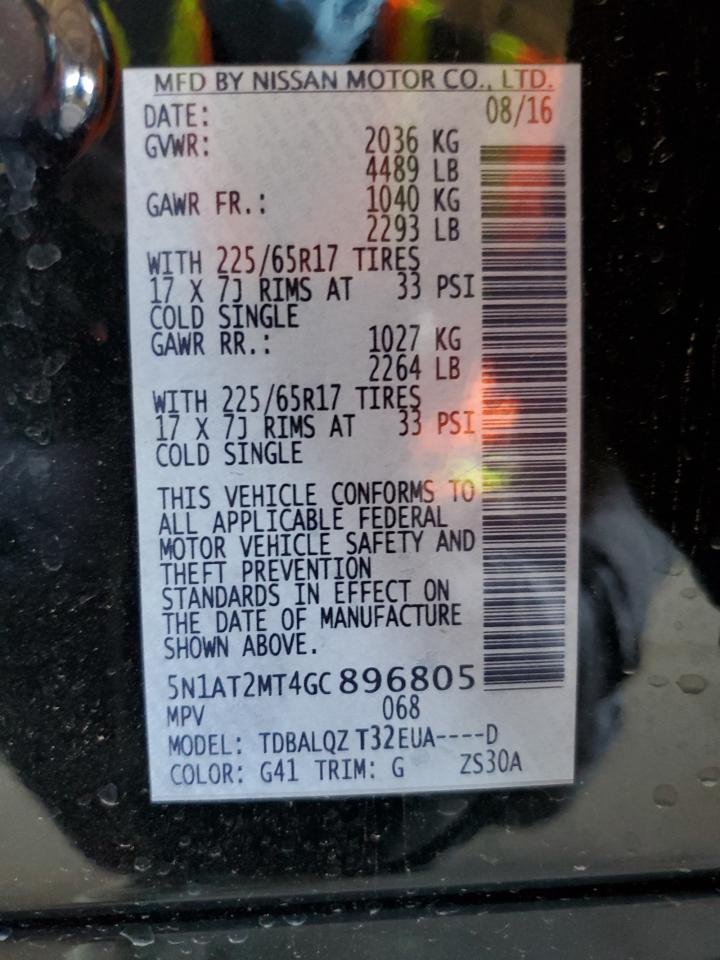 MFD BY NISSAN MOTOR CO., LTD.
DATE: 08/16
GVWR: 2036 KG
4489 LB
GAWR FR.: 1040 KG
2293 LB
WITH 225/65R17 TIRES
17 X 7J RIMS AT 33 PSI
COLD SINGLE
GAWR RR.: 1027 KG
2264 LB
WITH 225/65R17 TIRES
17 X 7J RIMS AT 33 PSI
COLD SINGLE
THIS VEHICLE CONFORMS TO
ALL APPLICABLE FEDERAL
MOTOR VEHICLE SAFETY AND
THEFT PREVENTION
STANDARDS IN EFFECT ON
THE DATE OF MANUFACTURE
SHOWN ABOVE.
5N1AT2MT4GC896805
MPV 068
MODEL: TDBALQZ T32EUA----D
COLOR: G41 TRIM: G ZS30A